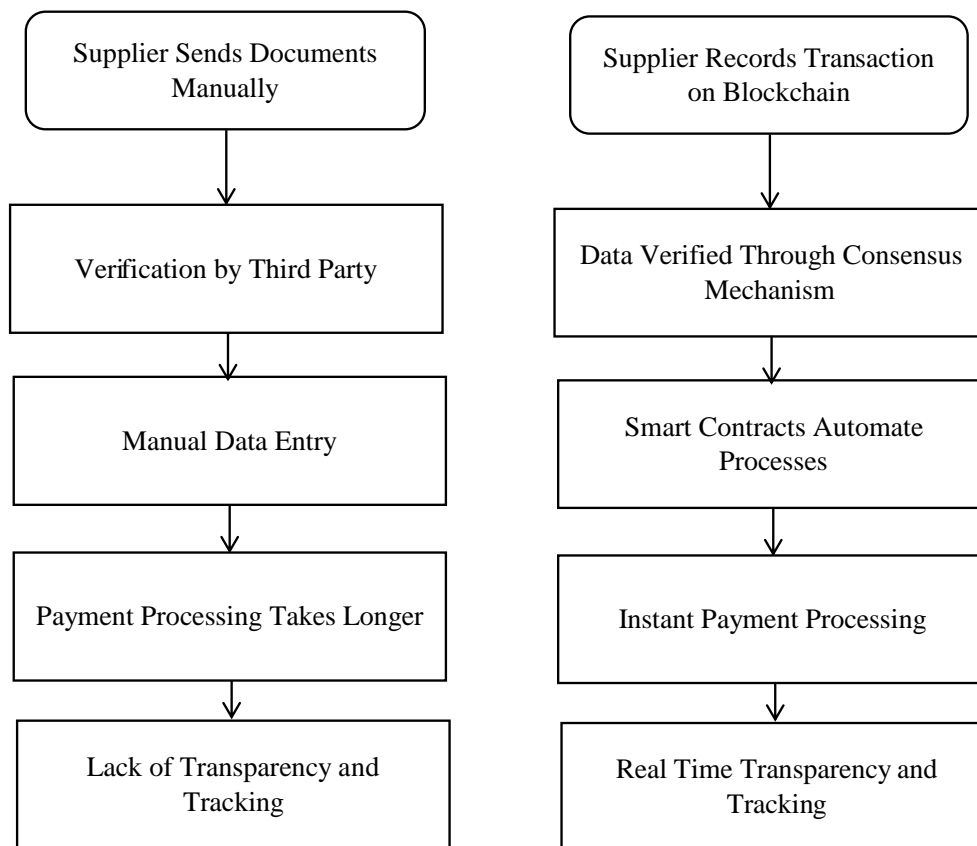 Supplier Sends Documents
Manually
Verification by Third Party
Manual Data Entry
Payment Processing Takes Longer
Lack of Transparency and
Tracking
Supplier Records Transaction
on Blockchain
Data Verified Through Consensus
Mechanism
Smart Contracts Automate
Processes
Instant Payment Processing
Real Time Transparency and
Tracking